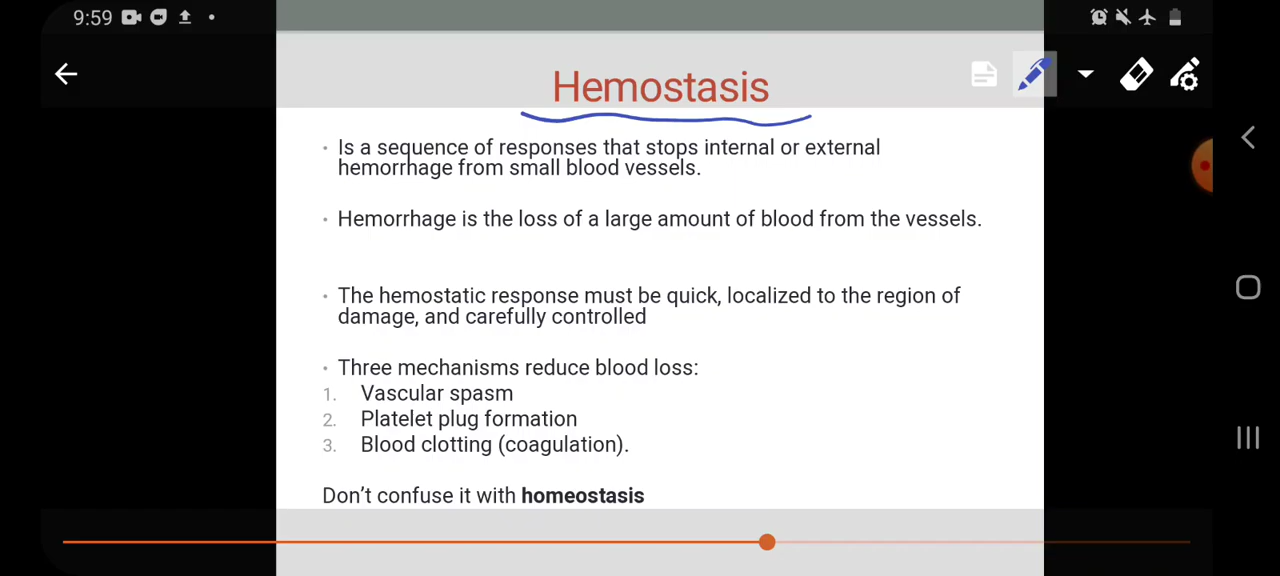 9:59
Hemostasis
• Is a sequence of responses that stops internal or external
hemorrhage from small blood vessels.
• Hemorrhage is the loss of a large amount of blood from the vessels.
• The hemostatic response must be quick, localized to the region of
damage, and carefully controlled
• Three mechanisms reduce blood loss:
1. Vascular spasm
2. Platelet plug formation
3. Blood clotting (coagulation).
Don’t confuse it with homeostasis